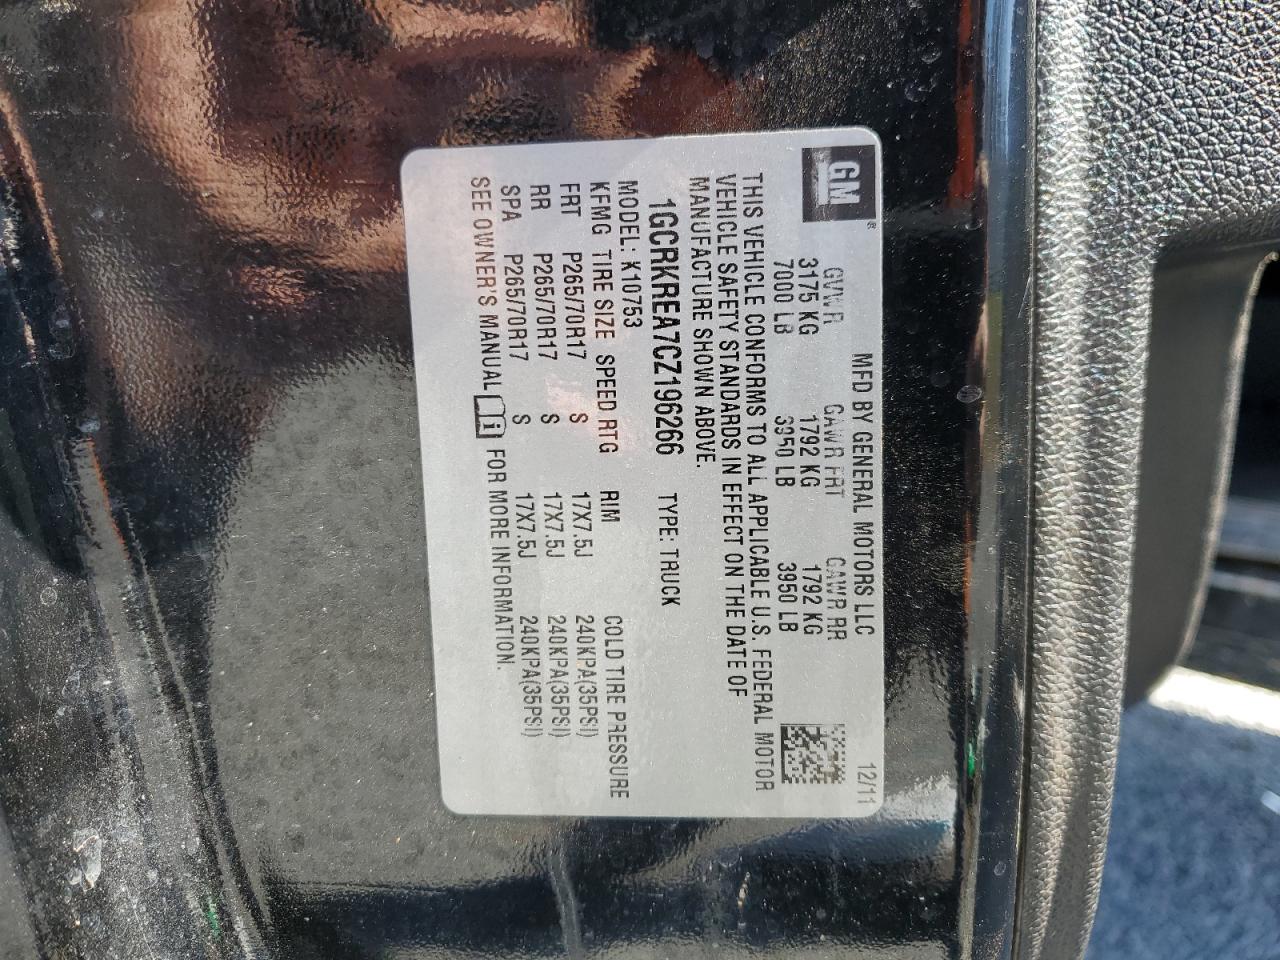 GM®
MFD BY GENERAL MOTORS LLC 12/11
GVWR GAWR FRT GAWR RR
3175 KG 1792 KG 1792 KG
7000 LB 3950 LB 3950 LB
THIS VEHICLE CONFORMS TO ALL APPLICABLE U.S. FEDERAL MOTOR
VEHICLE SAFETY STANDARDS IN EFFECT ON THE DATE OF
MANUFACTURE SHOWN ABOVE.
1GCRKREA7CZ196266 TYPE: TRUCK
MODEL: K10753
KFMG TIRE SIZE SPEED RTG RIM COLD TIRE PRESSURE
FRT P265/70R17 S 17X7.5J 240KPA(35PSI)
RR P265/70R17 S 17X7.5J 240KPA(35PSI)
SPA P265/70R17 S 17X7.5J 240KPA(35PSI)
SEE OWNER'S MANUAL i FOR MORE INFORMATION.